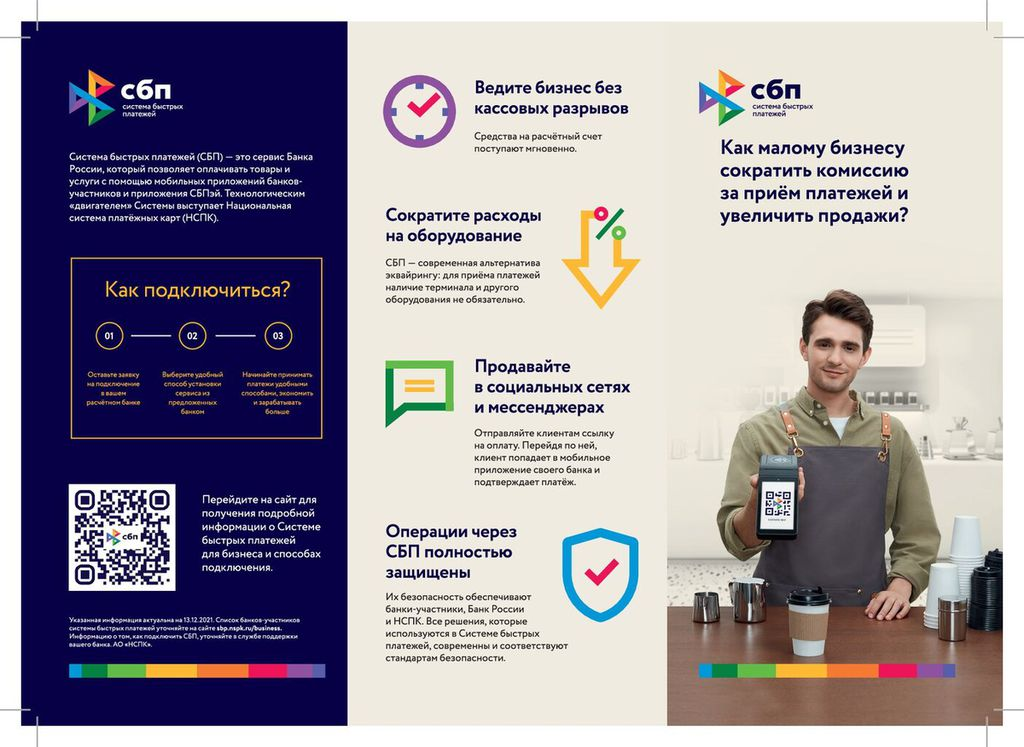 сбп
система быстрых
платежей
Система быстрых платежей (СБП) — это сервис Банка
России, который позволяет оплачивать товары и
услуги с помощью мобильных приложений банков-
участников и приложения СБПэй. Технологическим
«двигателем» Системы выступает Национальная
система платёжных карт (НСПК).
Как подключиться?
01
02
03
Оставьте заявку
на подключение
в вашем
расчётном банке
Выберите удобный
способ установки
сервиса из
предложенных
банком
Начинайте принимать
платежи удобными
способами, экономить
и зарабатывать
больше
сбп
Перейдите на сайт для
получения подробной
информации о Системе
быстрых платежей
для бизнеса и способах
подключения.
Указанная информация актуальна на 13.12.2021. Список банков-участников
системы быстрых платежей уточняйте на сайте sbp.nspk.ru/business.
Информацию о том, как подключить СБП, уточняйте в службе поддержки
вашего банка. АО «НСПК».
Ведите бизнес без
кассовых разрывов
Средства на расчётный счет
поступают мгновенно.
Сократите расходы
на оборудование
СБП — современная альтернатива
эквайрингу: для приёма платежей
наличие терминала и другого
оборудования не обязательно.
%
Продавайте
в социальных сетях
и мессенджерах
Отправляйте клиентам ссылку
на оплату. Перейдя по ней,
клиент попадает в мобильное
приложение своего банка и
подтверждает платёж.
Операции через
СБП полностью
защищены
Их безопасность обеспечивают
банки-участники, Банк России
и НСПК. Все решения, которые
используются в Системе быстрых
платежей, современны и соответствуют
стандартам безопасности.
сбп
система быстрых
платежей
Как малому бизнесу
сократить комиссию
за приём платежей и
увеличить продажи?